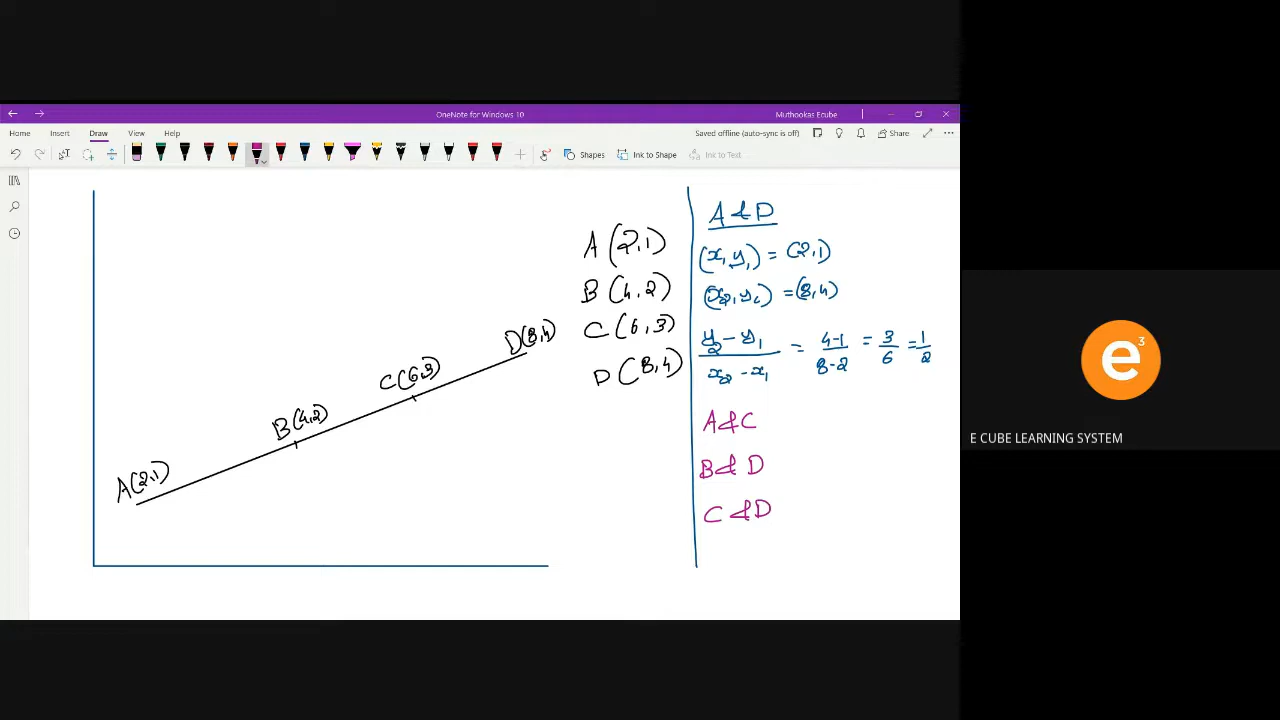 OneNote for Windows 10
Muthookas Ecube
Home Insert Draw View Help
Saved offline (auto-sync is off)
Share
Shapes
Ink to Shape
Ink to Text
A(2,1)
B(4,2)
C(6,3)
D(8,4)
A (2,1)
B (4,2)
C (6,3)
D (8,4)
A & D
(x₁, y₁) = (2,1)
(x₂, y₂) = (8,4)
y₂ - y₁ / x₂ - x₁ = 4-1 / 8-2 = 3/6 = 1/2
A & C
B & D
C & D
e³
E CUBE LEARNING SYSTEM